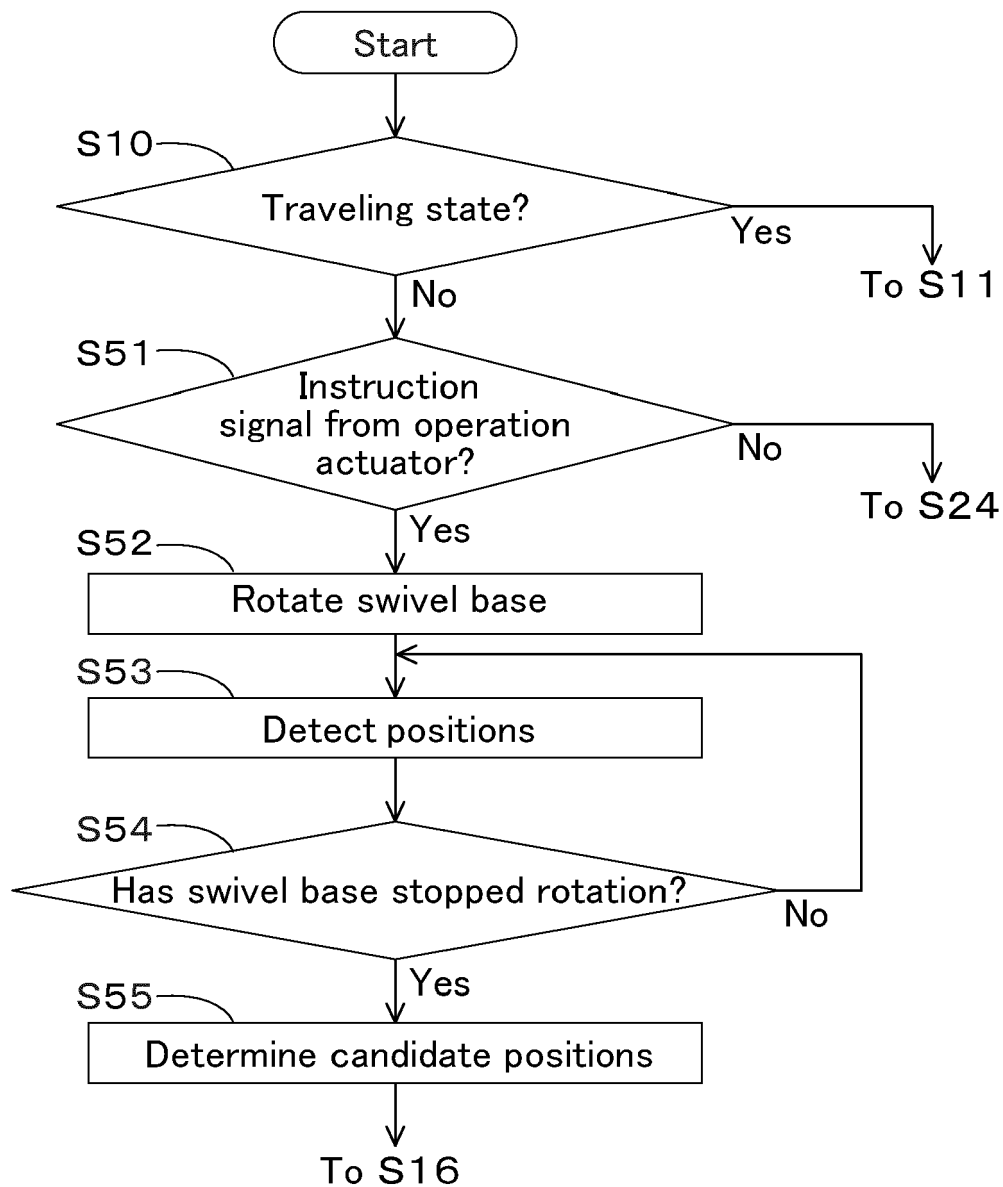 Start
S10
Traveling state?
Yes
To S11
No
S51
Instruction
signal from operation
actuator?
No
To S24
Yes
S52
Rotate swivel base
S53
Detect positions
S54
Has swivel base stopped rotation?
No
Yes
S55
Determine candidate positions
To S16